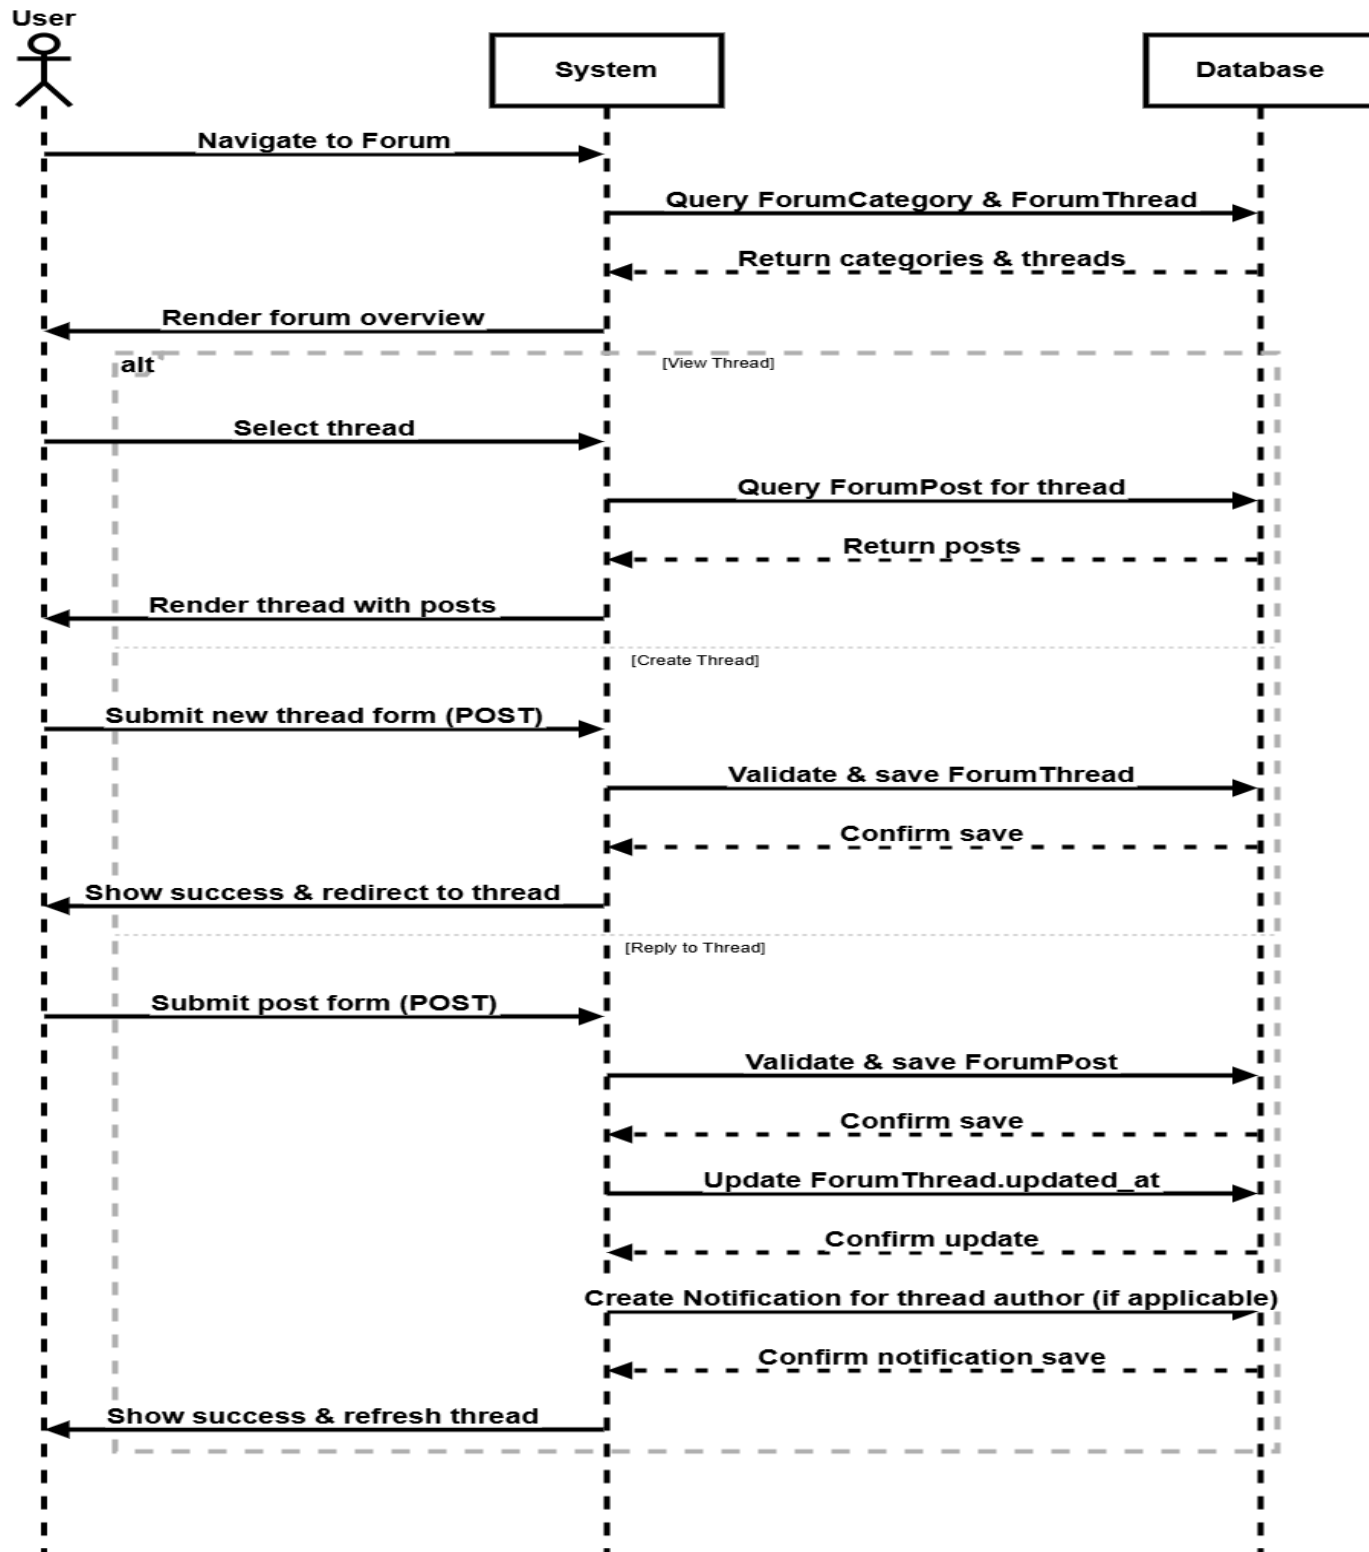 User
System
Database
Navigate to Forum
Query ForumCategory & ForumThread
Return categories & threads
Render forum overview
alt
[View Thread]
Select thread
Query ForumPost for thread
Return posts
Render thread with posts
[Create Thread]
Submit new thread form (POST)
Validate & save ForumThread
Confirm save
Show success & redirect to thread
[Reply to Thread]
Submit post form (POST)
Validate & save ForumPost
Confirm save
Update ForumThread.updated_at
Confirm update
Create Notification for thread author (if applicable)
Confirm notification save
Show success & refresh thread